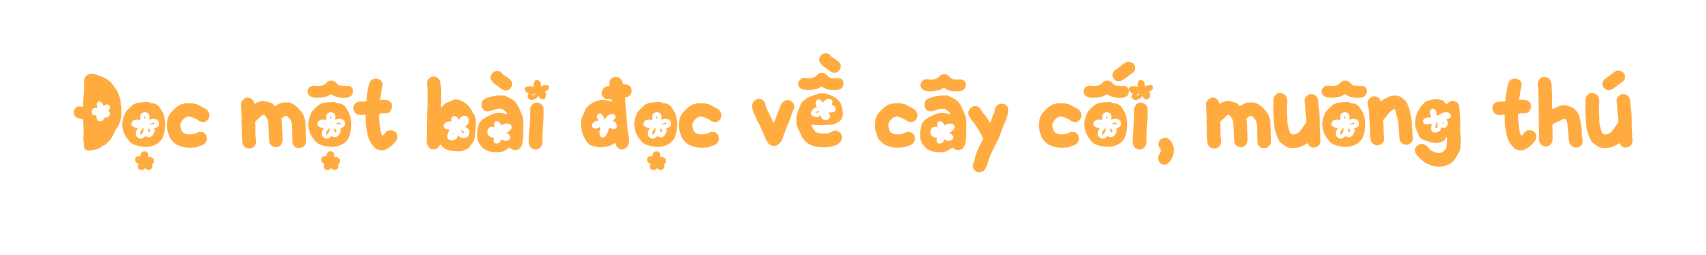 Đọc một bài đọc về cây cối, muông thú